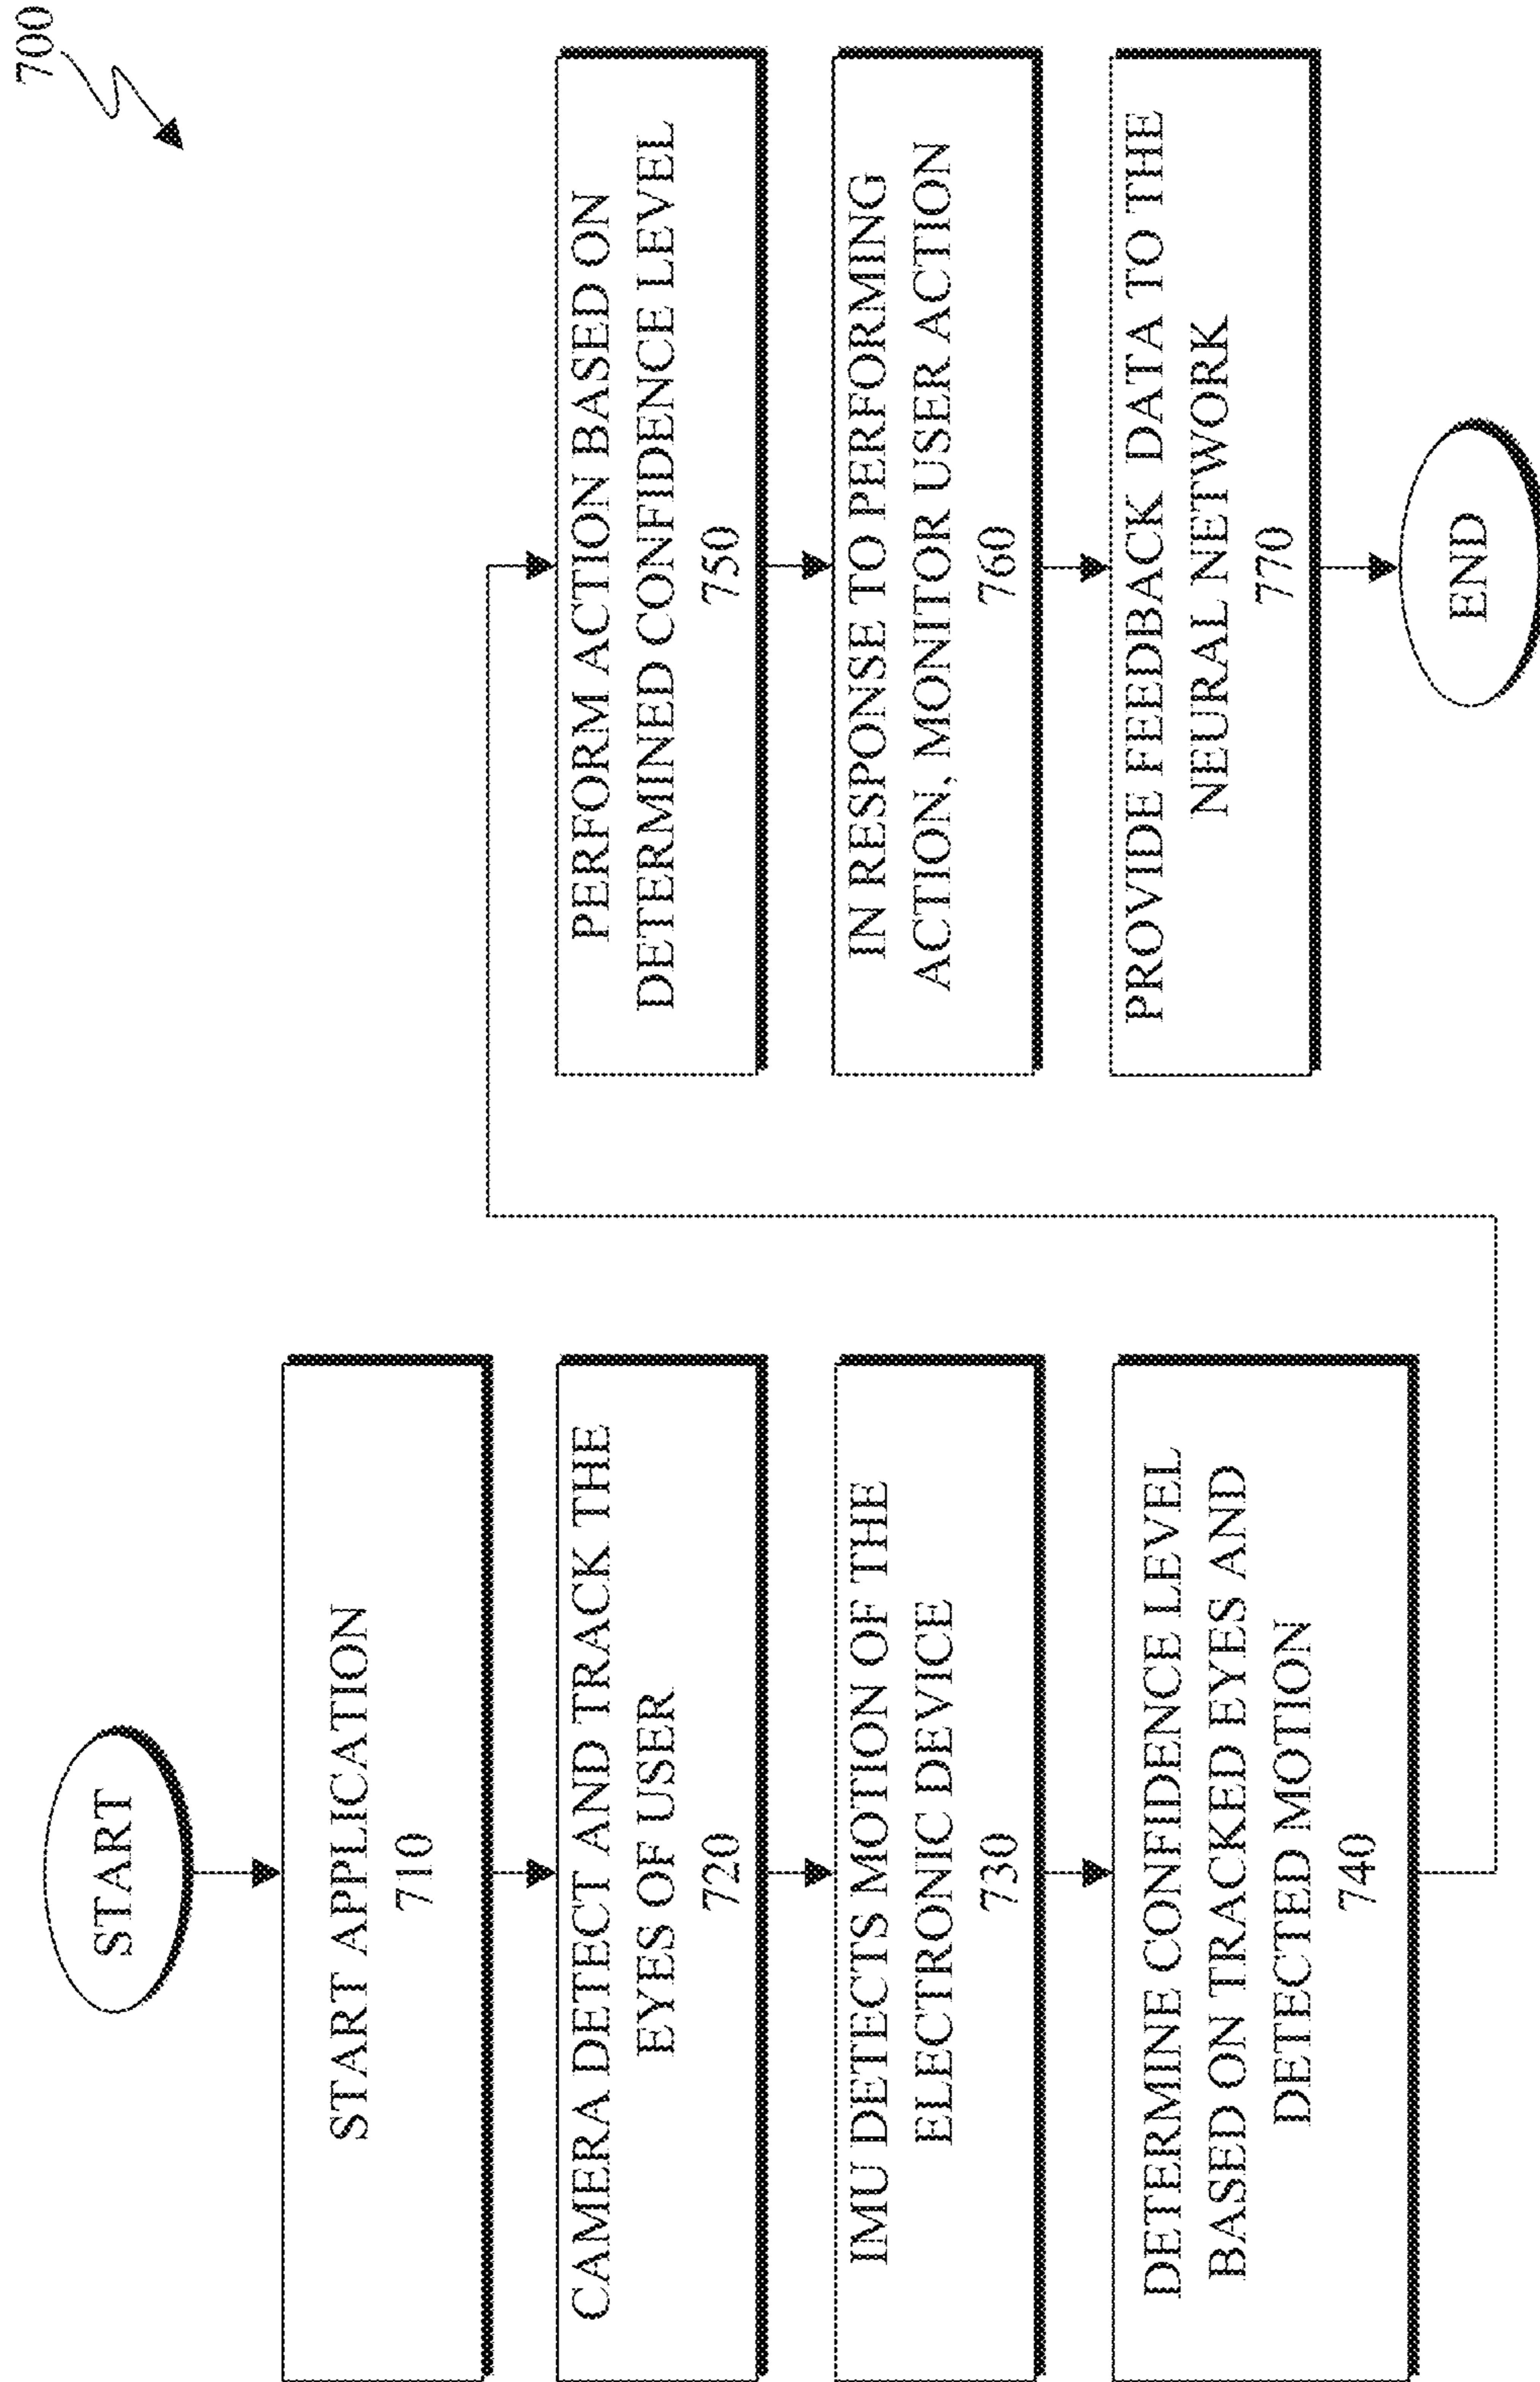 700
START
START APPLICATION
710
CAMERA DETECT AND TRACK THE
EYES OF USER
720
IMU DETECTS MOTION OF THE
ELECTRONIC DEVICE
730
DETERMINE CONFIDENCE LEVEL
BASED ON TRACKED EYES AND
DETECTED MOTION
740
PERFORM ACTION BASED ON
DETERMINED CONFIDENCE LEVEL
750
IN RESPONSE TO PERFORMING
ACTION, MONITOR USER ACTION
760
PROVIDE FEEDBACK DATA TO THE
NEURAL NETWORK
770
END